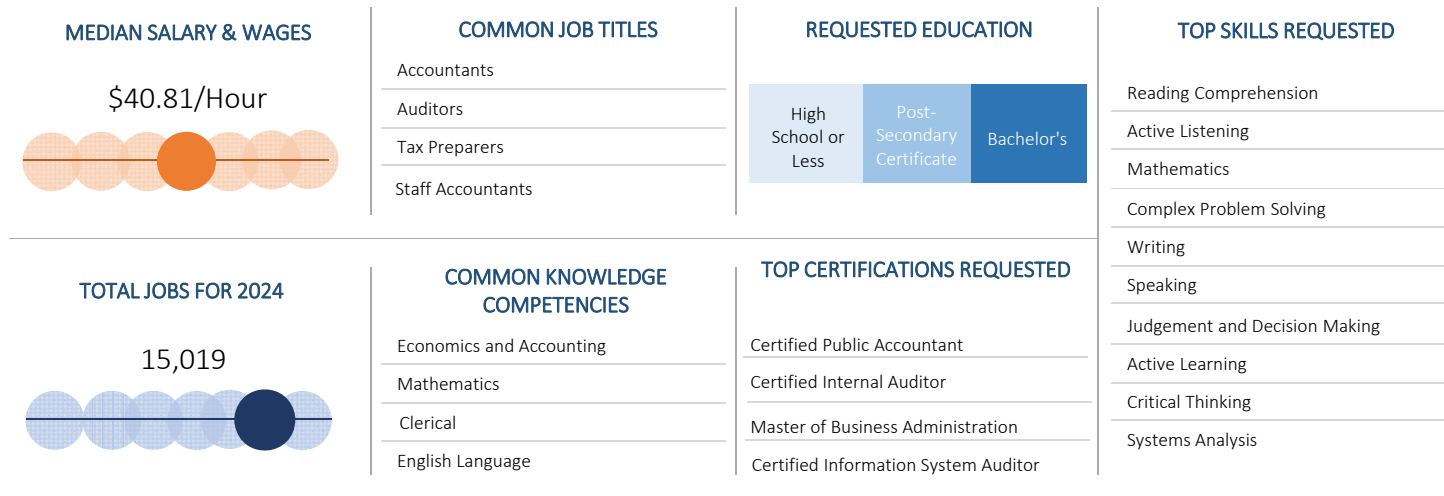 MEDIAN SALARY & WAGES
$40.81/Hour
COMMON JOB TITLES
Accountants
Auditors
Tax Preparers
Staff Accountants
REQUESTED EDUCATION
High
School or
Less
Post-
Secondary
Certificate
Bachelor's
TOTAL JOBS FOR 2024
15,019
COMMON KNOWLEDGE
COMPETENCIES
Economics and Accounting
Mathematics
Clerical
English Language
TOP CERTIFICATIONS REQUESTED
Certified Public Accountant
Certified Internal Auditor
Master of Business Administration
Certified Information System Auditor
TOP SKILLS REQUESTED
Reading Comprehension
Active Listening
Mathematics
Complex Problem Solving
Writing
Speaking
Judgement and Decision Making
Active Learning
Critical Thinking
Systems Analysis